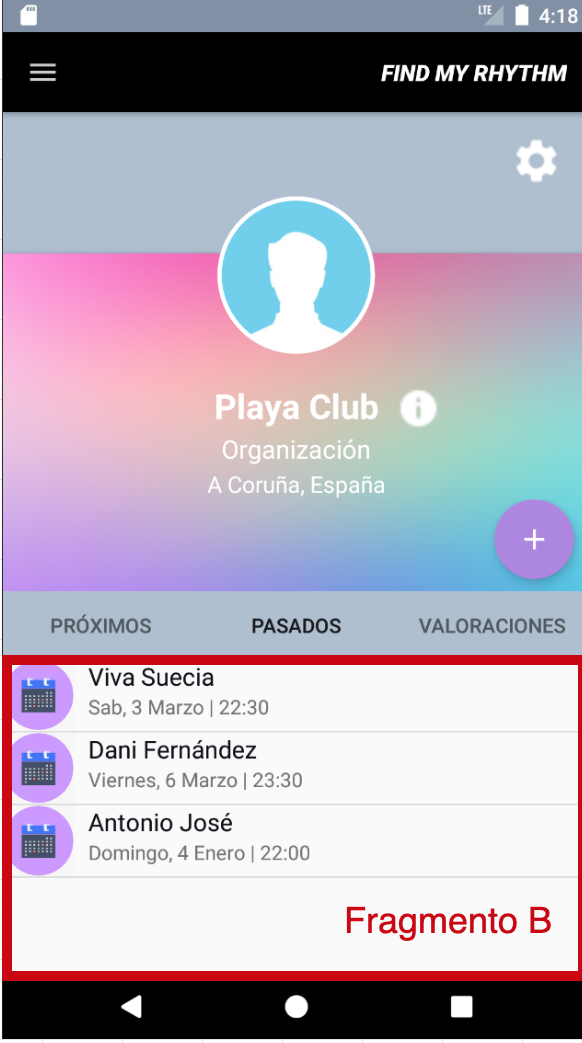 LTE 4:18
FIND MY RHYTHM
Playa Club
Organización
A Coruña, España
+
PRÓXIMOS PASADOS VALORACIONES
Viva Suecia
Sab, 3 Marzo | 22:30
Dani Fernández
Viernes, 6 Marzo | 23:30
Antonio José
Domingo, 4 Enero | 22:00
Fragmento B